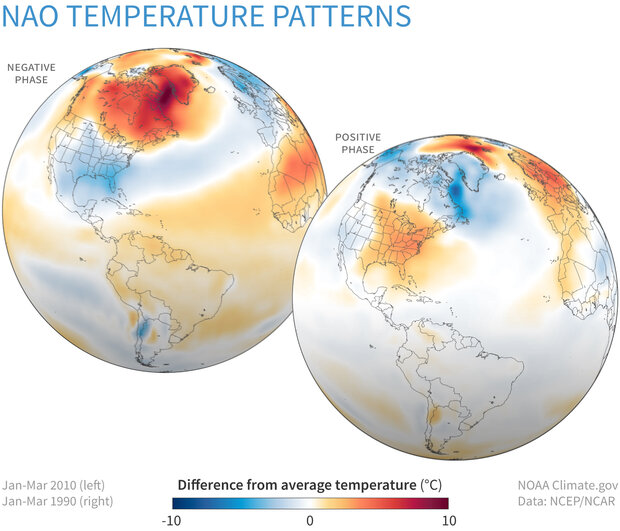 NAO TEMPERATURE PATTERNS
NEGATIVE
PHASE
POSITIVE
PHASE
Jan-Mar 2010 (left)
Jan-Mar 1990 (right)
Difference from average temperature (°C)
-10 0 10
NOAA Climate.gov
Data: NCEP/NCAR